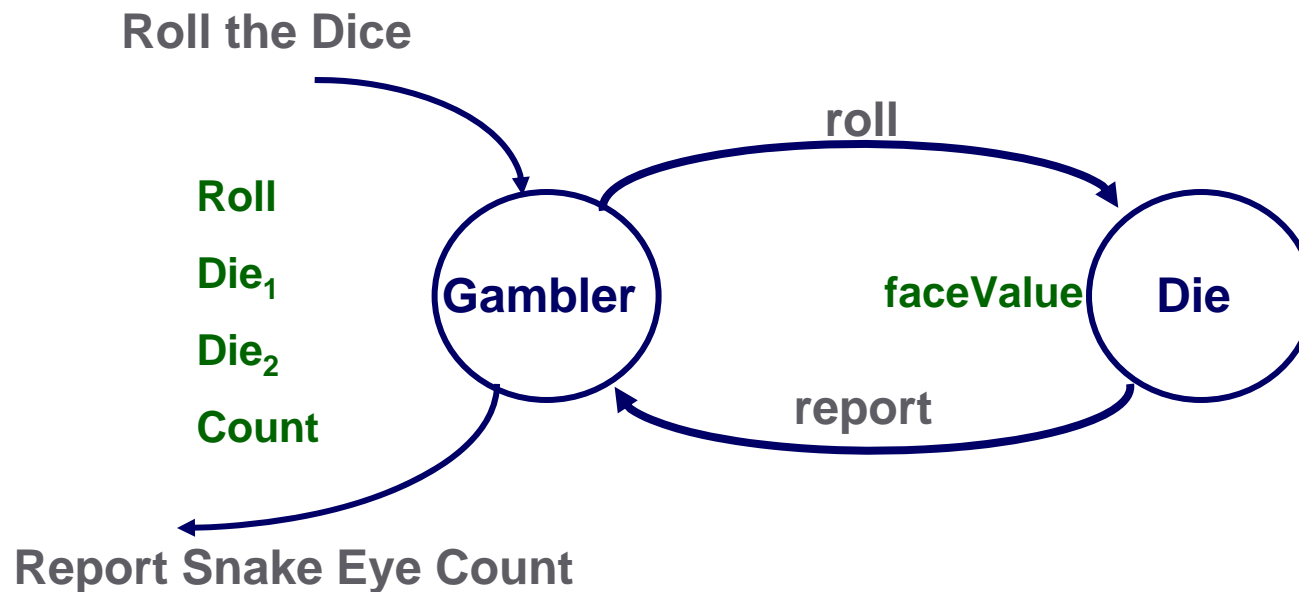 Roll the Dice
roll
Roll
Die₁
Gambler
faceValue
Die
Die₂
report
Count
Report Snake Eye Count